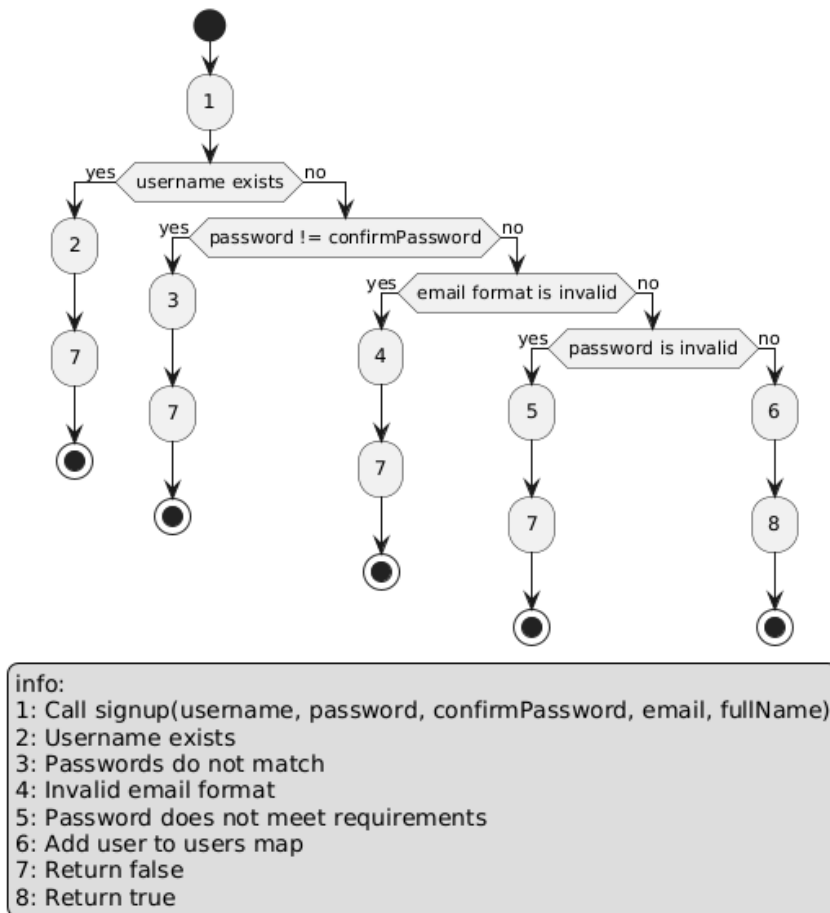 1
yes
username exists
no
2
yes
password != confirmPassword
no
3
yes
email format is invalid
no
7
4
yes
password is invalid
no
7
5
6
7
7
8
info:
1: Call signup(username, password, confirmPassword, email, fullName)
2: Username exists
3: Passwords do not match
4: Invalid email format
5: Password does not meet requirements
6: Add user to users map
7: Return false
8: Return true